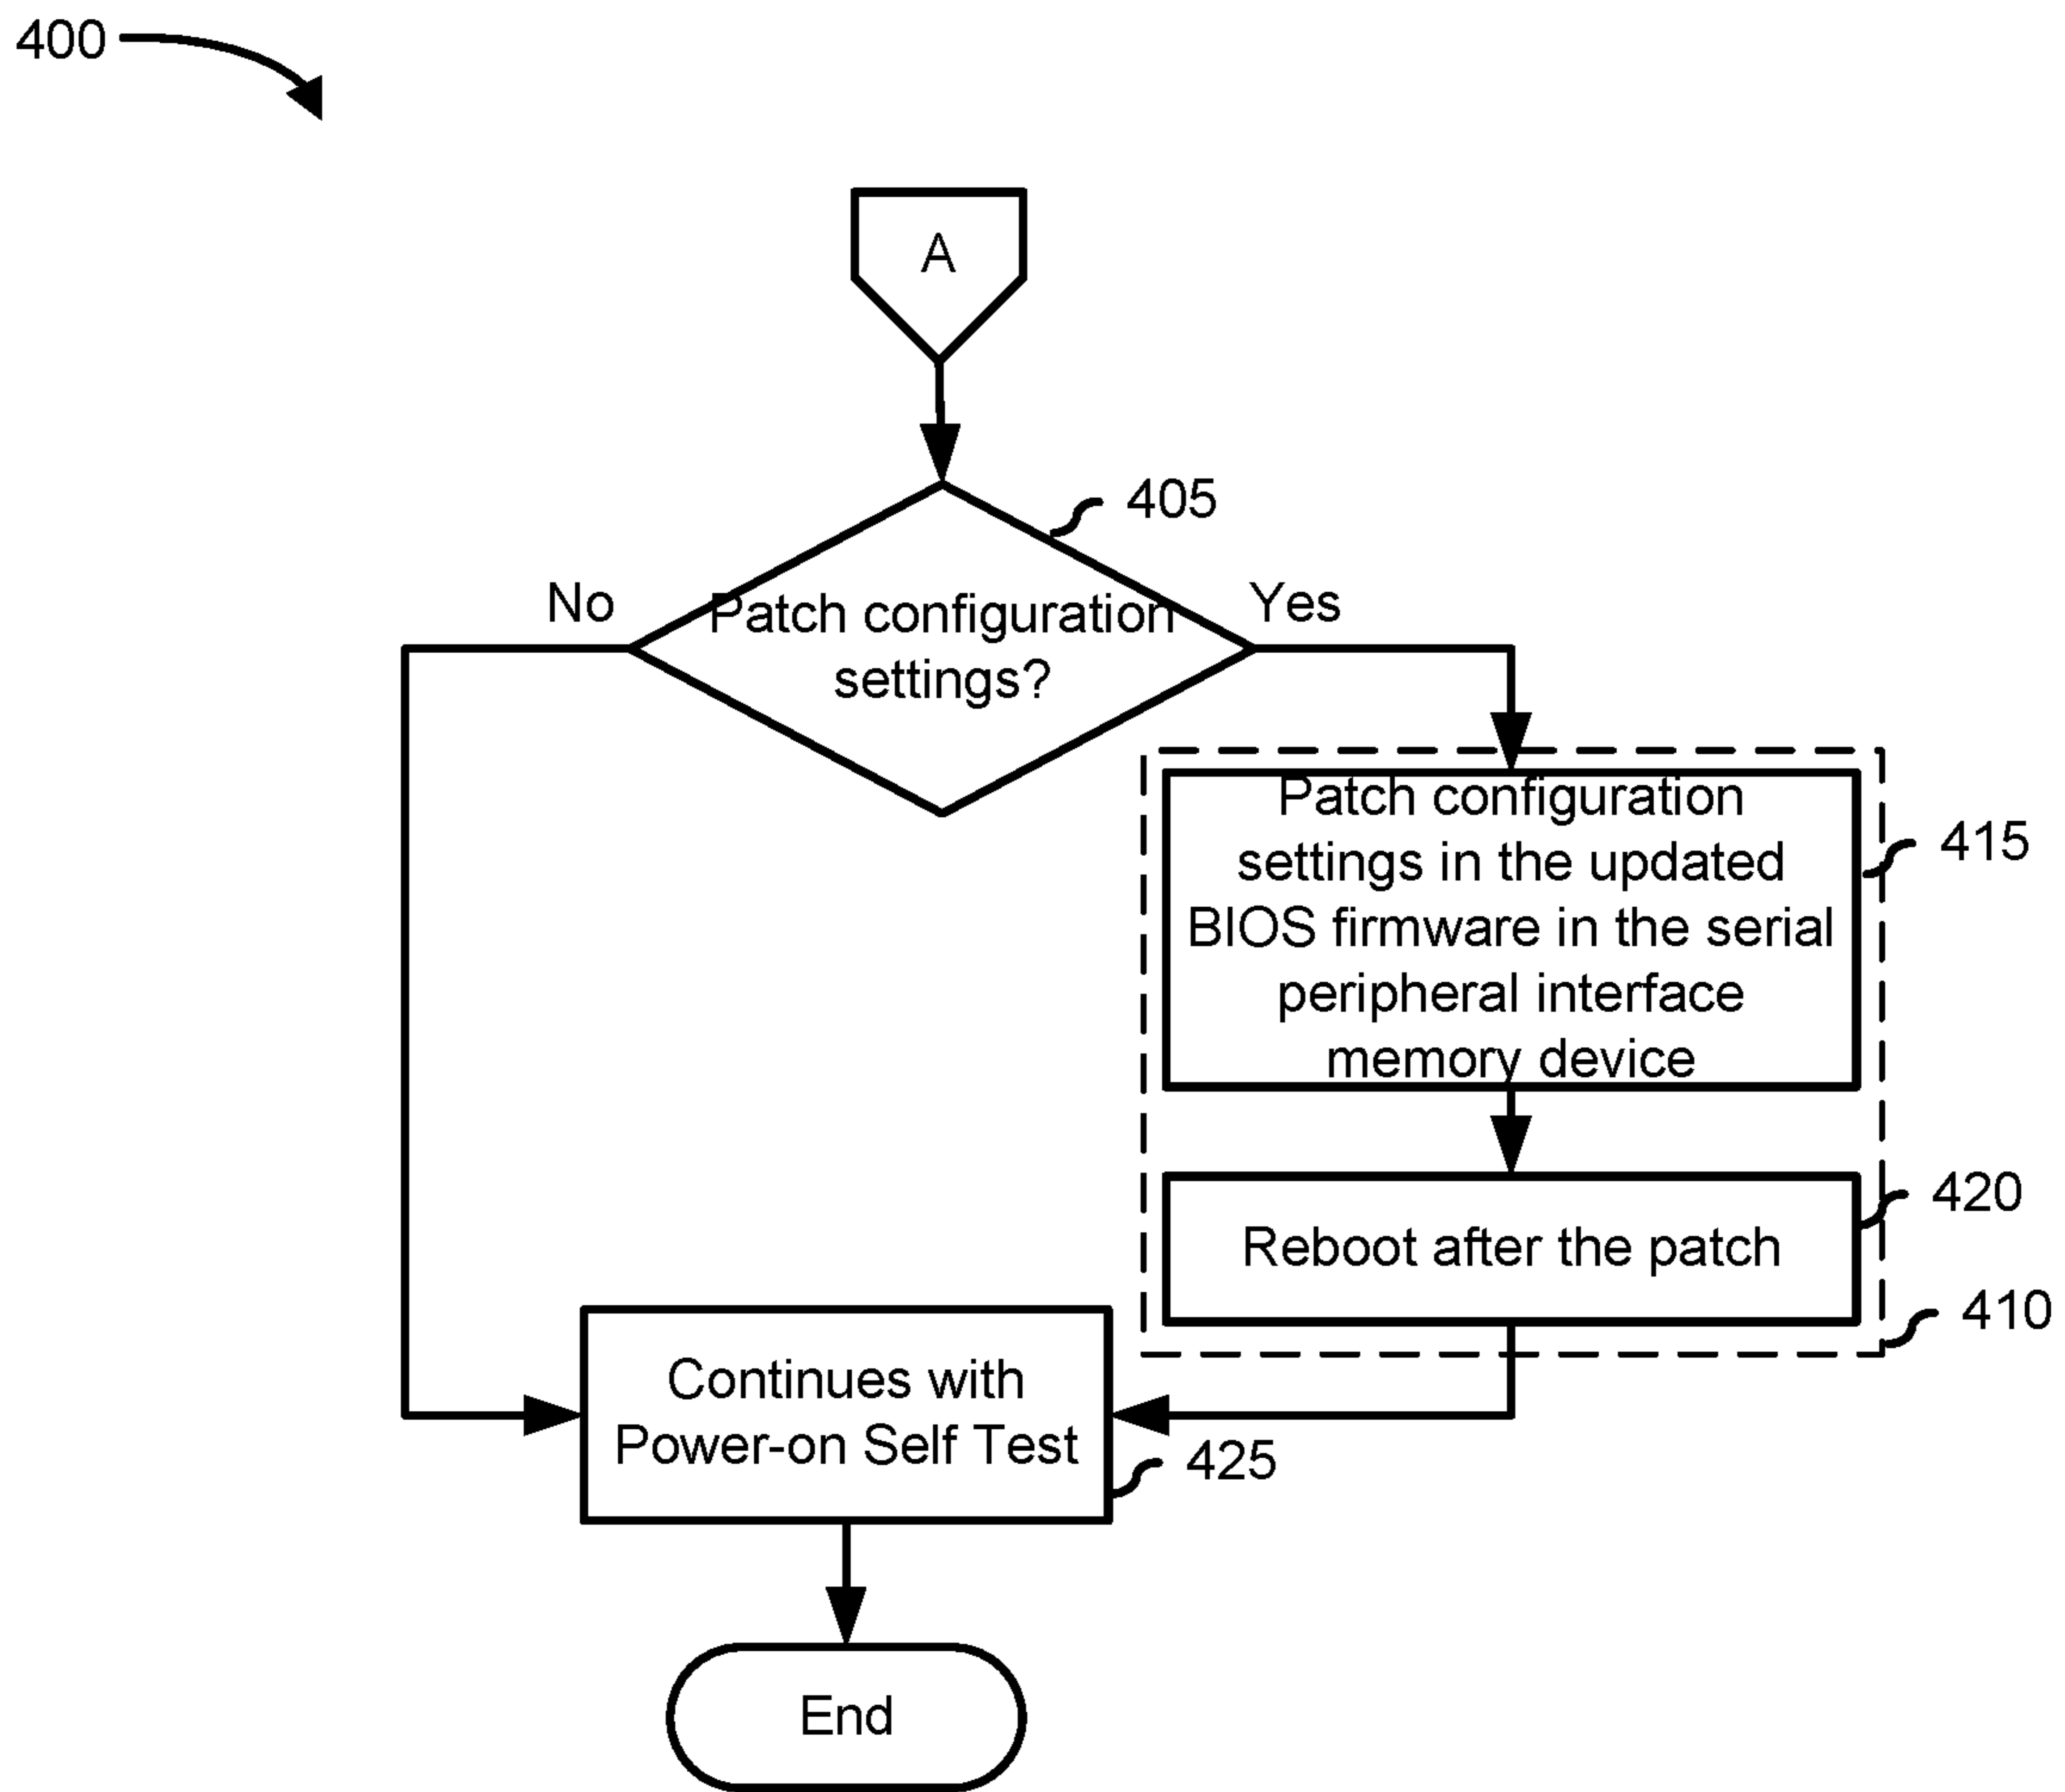 400
A
405
No
Yes
Patch configuration
settings?
Patch configuration
settings in the updated
BIOS firmware in the serial
peripheral interface
memory device
415
Reboot after the patch
420
410
Continues with
Power-on Self Test
425
End